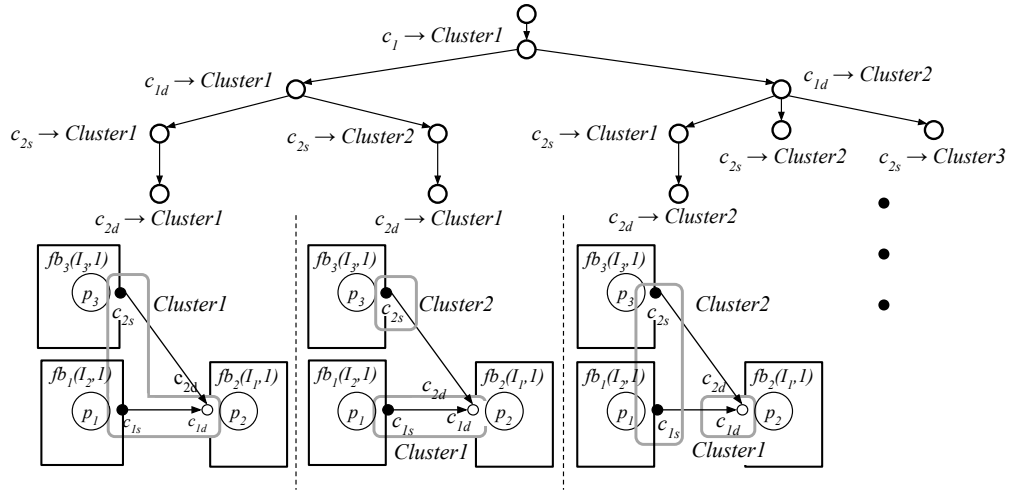 c1 → Cluster1
c1d → Cluster1
c1d → Cluster2
c2s → Cluster1
c2s → Cluster2
c2s → Cluster1
c2s → Cluster2
c2s → Cluster3
c2d → Cluster1
c2d → Cluster1
c2d → Cluster2
fb3(I3,1)
p3
c2s
Cluster1
fb1(I2,1)
c2d
fb2(I1,1)
p1
c1s
c1d
p2
fb3(I3,1)
p3
c2s
Cluster2
fb1(I2,1)
c2d
fb2(I1,1)
p1
c1s
c1d
p2
Cluster1
fb3(I3,1)
p3
c2s
Cluster2
fb1(I2,1)
c2d
fb2(I1,1)
p1
c1s
c1d
p2
Cluster1